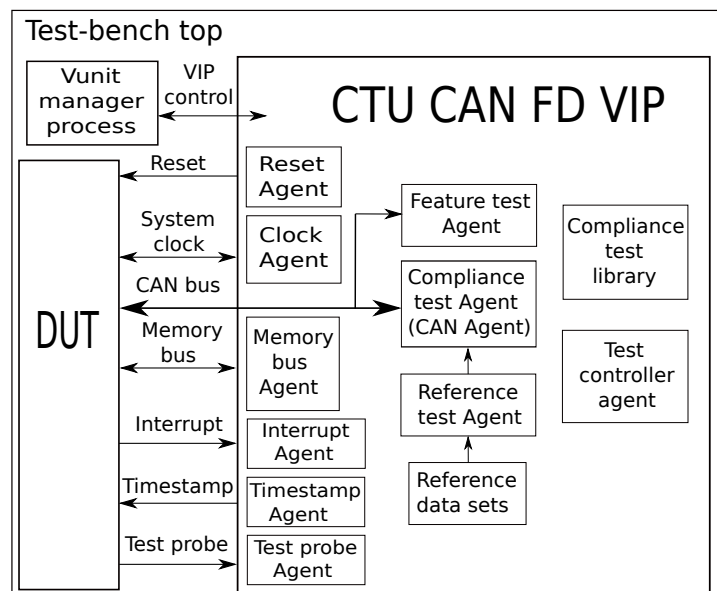 Test-bench top
Vunit
manager
process
VIP
control
CTU CAN FD VIP
Reset
Reset
Agent
System
clock
Clock
Agent
CAN bus
DUT
Memory
bus
Memory
bus
Agent
Interrupt
Interrupt
Agent
Timestamp
Timestamp
Agent
Test probe
Test probe
Agent
Feature test
Agent
Compliance
test Agent
(CAN Agent)
Reference
test Agent
Reference
data sets
Compliance
test
library
Test
controller
agent